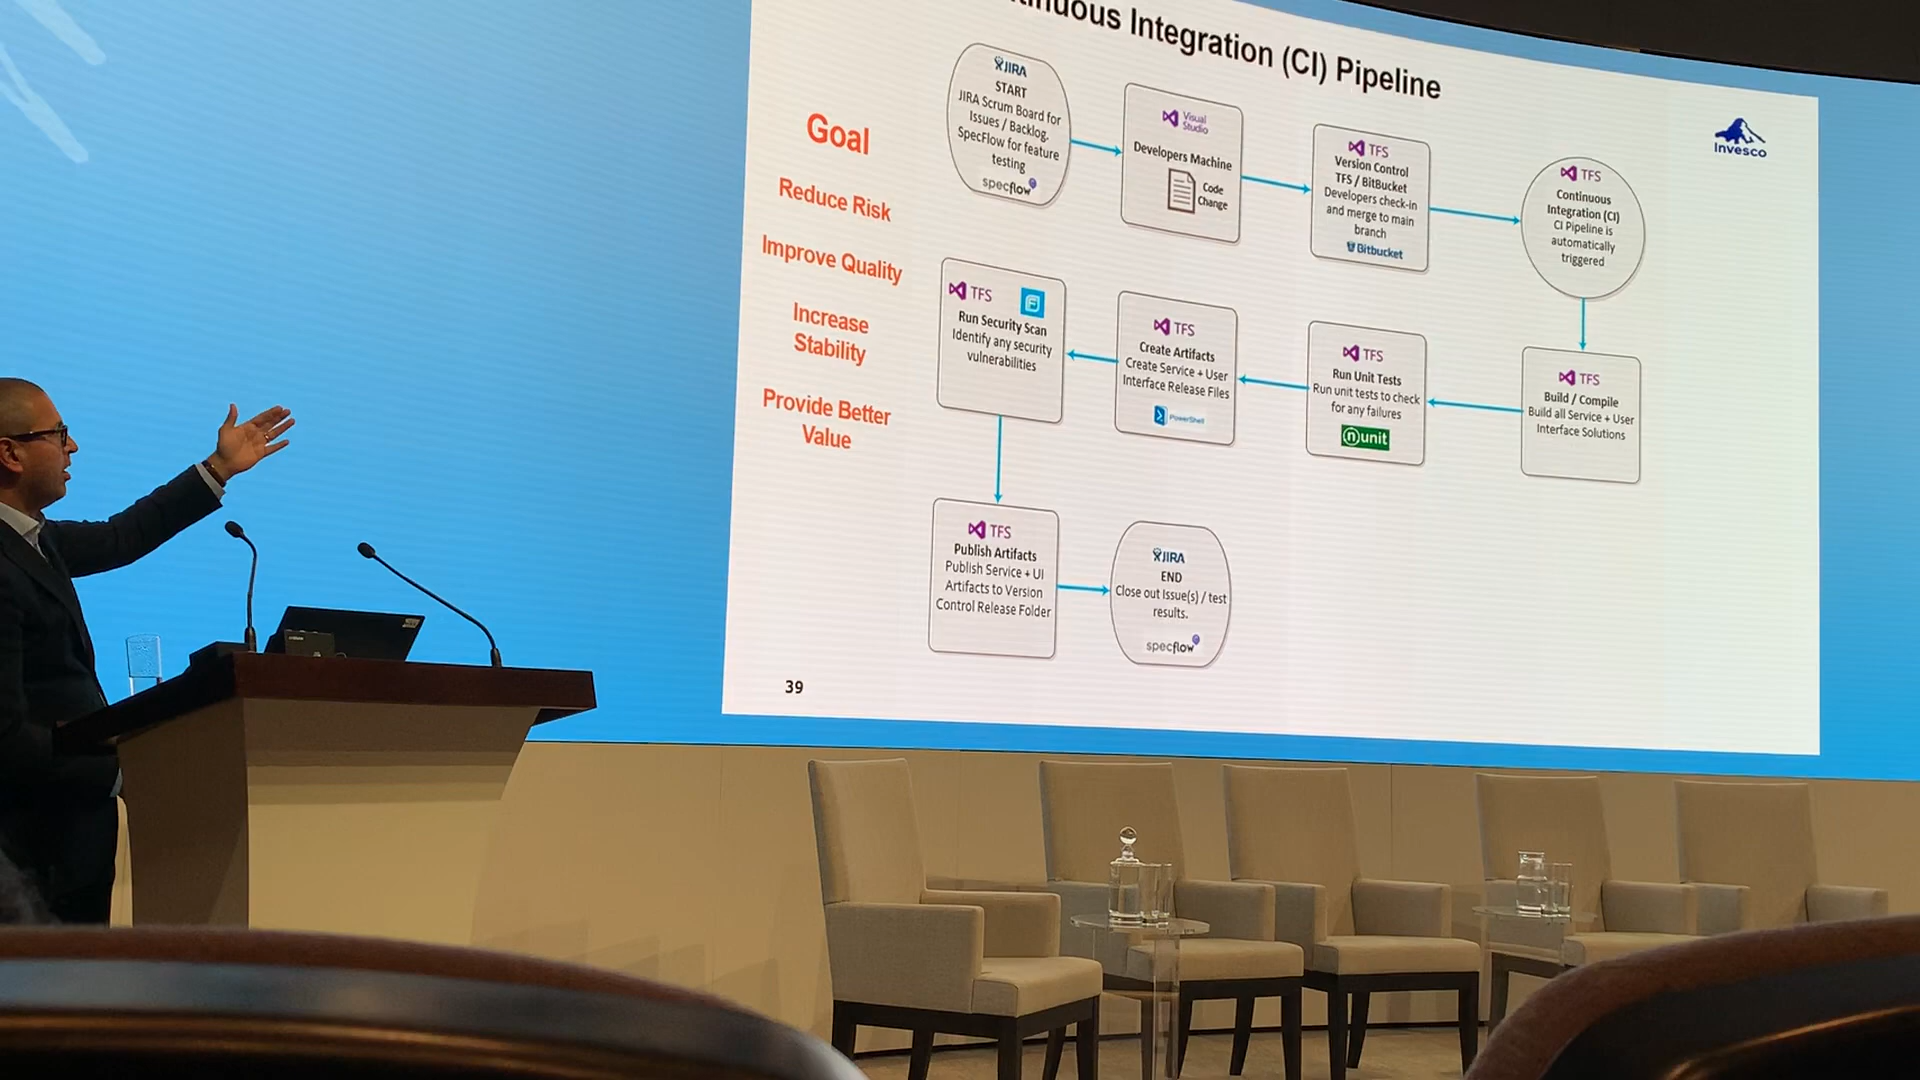 Integration (CI) Pipeline
Goal
Reduce Risk
Improve Quality
Increase
Stability
Provide Better
Value
JIRA
START
JIRA Scrum Board for
Issues / Backlog.
SpecFlow for feature
testing
specflow
Visual
Studio
Developers Machine
Code
Change
TFS
Version Control
TFS / BitBucket
Developers check-in
and merge to main
branch
Bitbucket
TFS
Continuous
Integration (CI)
CI Pipeline is
automatically
triggered
Invesco
TFS
Run Security Scan
Identify any security
vulnerabilities
TFS
Create Artifacts
Create Service + User
Interface Release Files
PowerShell
TFS
Run Unit Tests
Run unit tests to check
for any failures
nunit
TFS
Build / Compile
Build all Service + User
Interface Solutions
TFS
Publish Artifacts
Publish Service + UI
Artifacts to Version
Control Release Folder
JIRA
END
Close out Issue(s) / test
results.
specflow
39